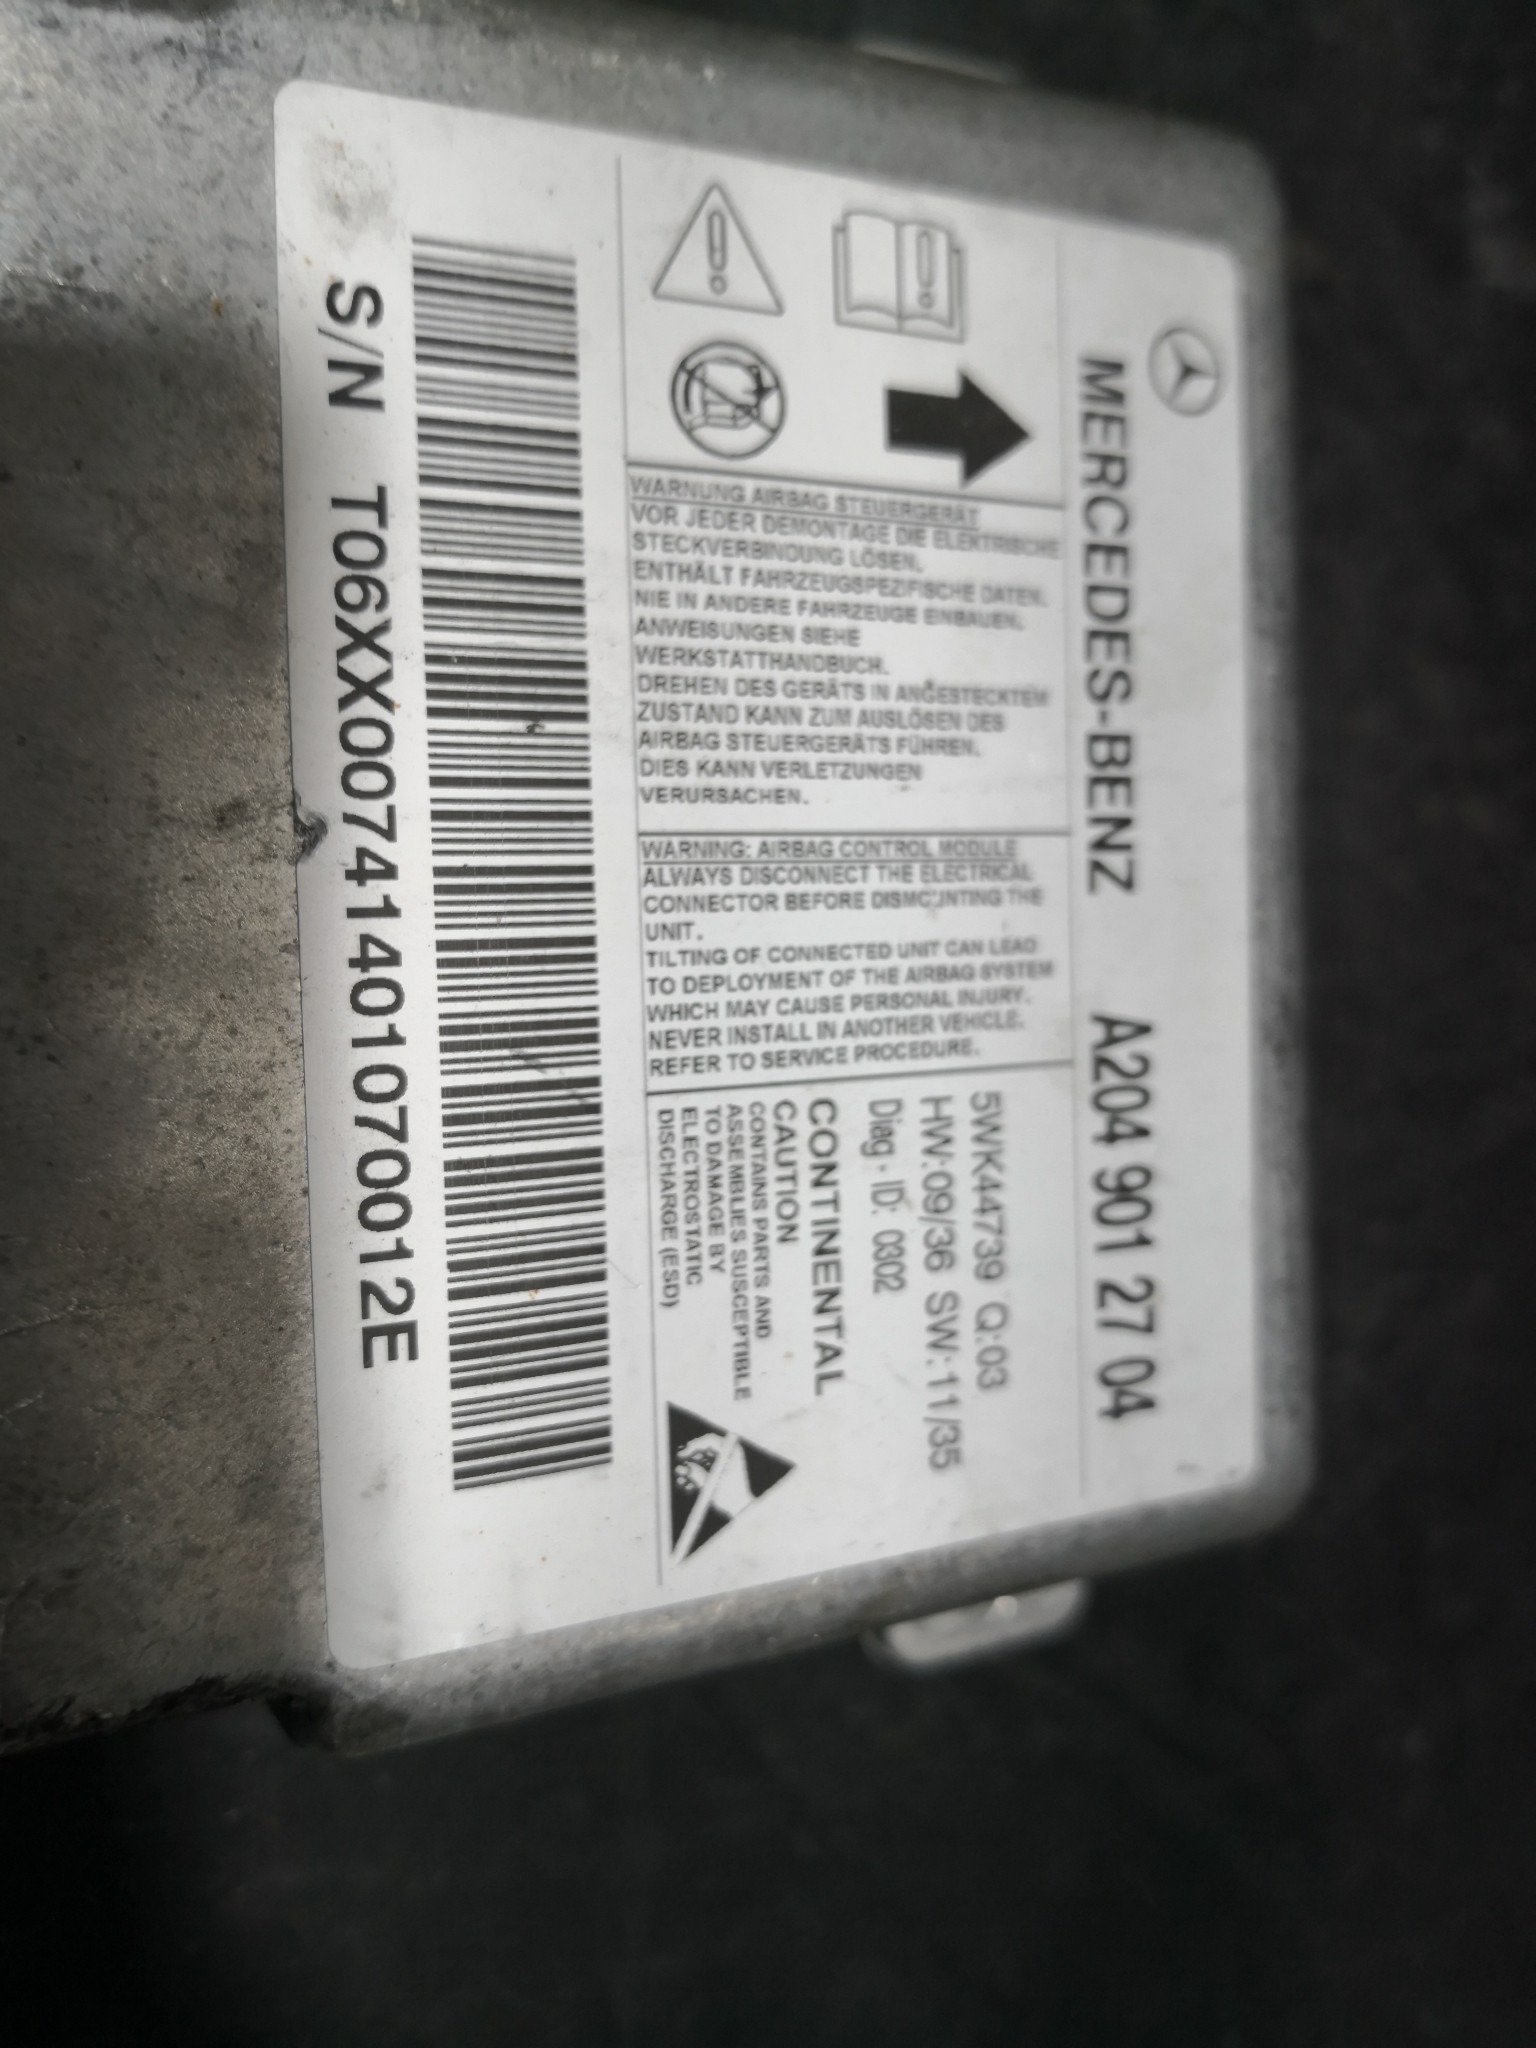 MERCEDES-BENZ A204 901 27 04
WARNUNG AIRBAG STEUERGERÄT
VOR JEDER DEMONTAGE DIE ELEKTRISCHE
STECKVERBINDUNG LÖSEN.
ENTHÄLT FAHRZEUGSPEZIFISCHE DATEN.
NIE IN ANDERE FAHRZEUGE EINBAUEN.
ANWEISUNGEN SIEHE
WERKSTATTHANDBUCH.
DREHEN DES GERÄTS IN ANGESTECKTEM
ZUSTAND KANN ZUM AUSLÖSEN DES
AIRBAG STEUERGERÄTS FÜHREN.
DIES KANN VERLETZUNGEN
VERURSACHEN.
WARNING: AIRBAG CONTROL MODULE
ALWAYS DISCONNECT THE ELECTRICAL
CONNECTOR BEFORE DISMOUNTING THE
UNIT.
TILTING OF CONNECTED UNIT CAN LEAD
TO DEPLOYMENT OF THE AIRBAG SYSTEM
WHICH MAY CAUSE PERSONAL INJURY.
NEVER INSTALL IN ANOTHER VEHICLE.
REFER TO SERVICE PROCEDURE.
5WK44739 Q:03
HW:09/36 SW:11/35
Diag.ID: 0302
CONTINENTAL
CAUTION
CONTAINS PARTS AND
ASSEMBLIES SUSCEPTIBLE
TO DAMAGE BY
ELECTROSTATIC
DISCHARGE (ESD)
S/N T06XX00741401070012E